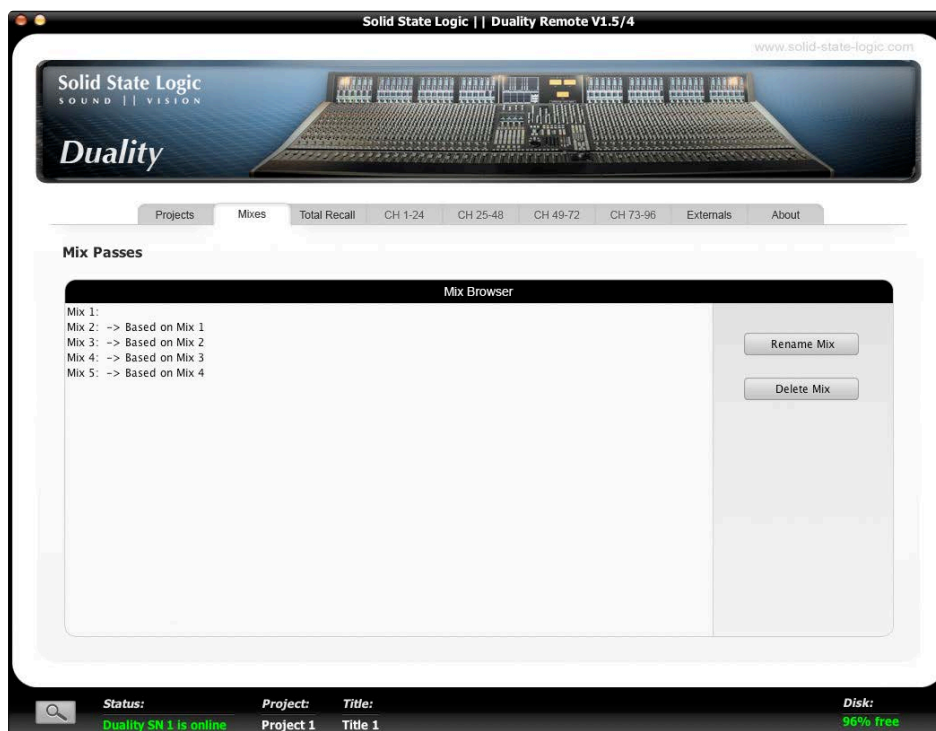 Solid State Logic || Duality Remote V1.5/4
www.solid-state-logic.com
Solid State Logic
SOUND || VISION
Duality
Projects Mixes Total Recall CH 1-24 CH 25-48 CH 49-72 CH 73-96 Externals About
Mix Passes
Mix Browser
Mix 1:
Mix 2: -> Based on Mix 1
Mix 3: -> Based on Mix 2
Mix 4: -> Based on Mix 3
Mix 5: -> Based on Mix 4
Rename Mix
Delete Mix
Status: Project: Title: Disk:
Duality SN 1 is online Project 1 Title 1 96% free